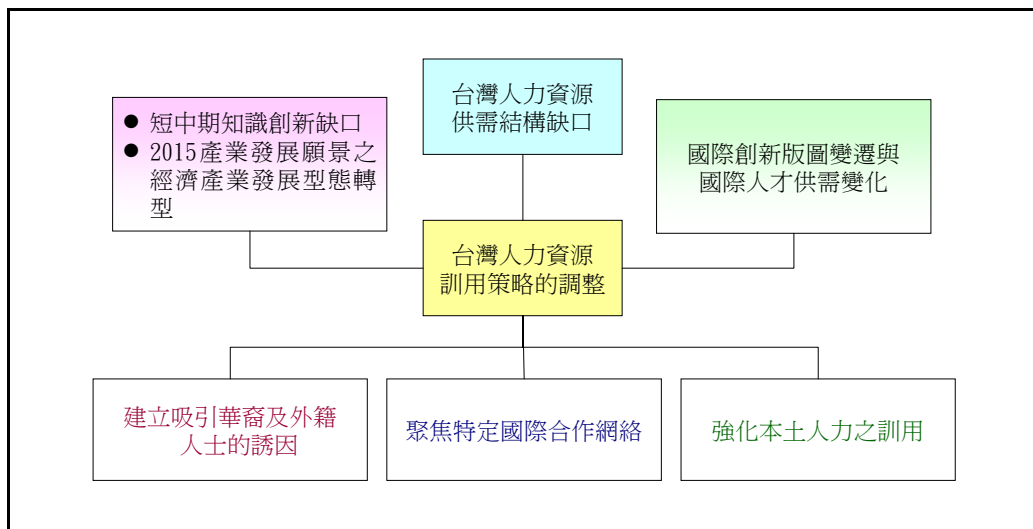 台灣人力資源
供需結構缺口
● 短中期知識創新缺口
● 2015產業發展願景之
經濟產業發展型態轉
型
國際創新版圖變遷與
國際人才供需變化
台灣人力資源
訓用策略的調整
建立吸引華裔及外籍
人士的誘因
聚焦特定國際合作網絡
強化本土人力之訓用